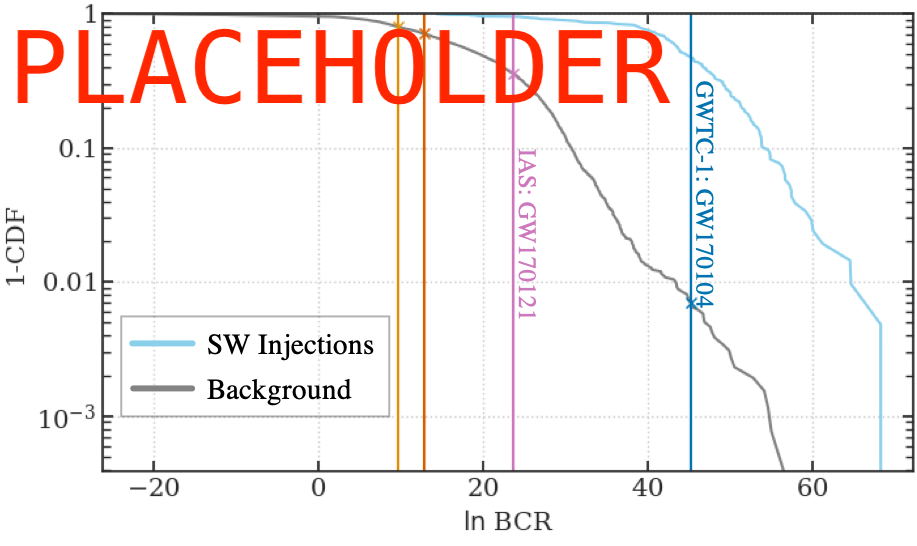 PLACEHOLDER
1
0.1
0.01
10⁻³
1-CDF
IAS: GW170121
GWTC-1: GW170104
SW Injections
Background
−20
0
20
40
60
ln BCR